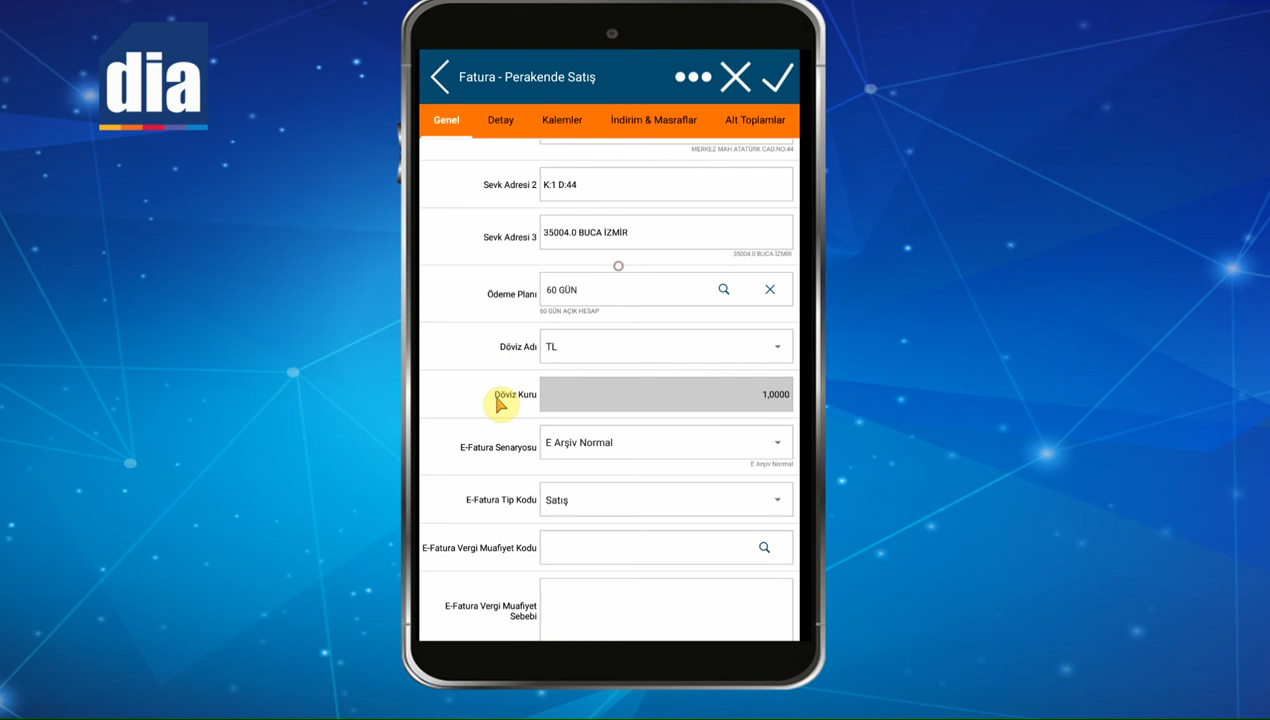 dia
Fatura - Perakende Satış
Genel Detay Kalemler İndirim & Masraflar Alt Toplamlar
MERKEZ MAH.ATATÜRK CAD.NO:44
Sevk Adresi 2 K:1 D:44
Sevk Adresi 3 35004.0 BUCA İZMİR
35004.0 BUCA İZMİR
Ödeme Planı 60 GÜN
60 GÜN AÇIK HESAP
Döviz Adı TL
Döviz Kuru 1,0000
E-Fatura Senaryosu E Arşiv Normal
E Arşiv Normal
E-Fatura Tip Kodu Satış
E-Fatura Vergi Muafiyet Kodu
E-Fatura Vergi Muafiyet
Sebebi